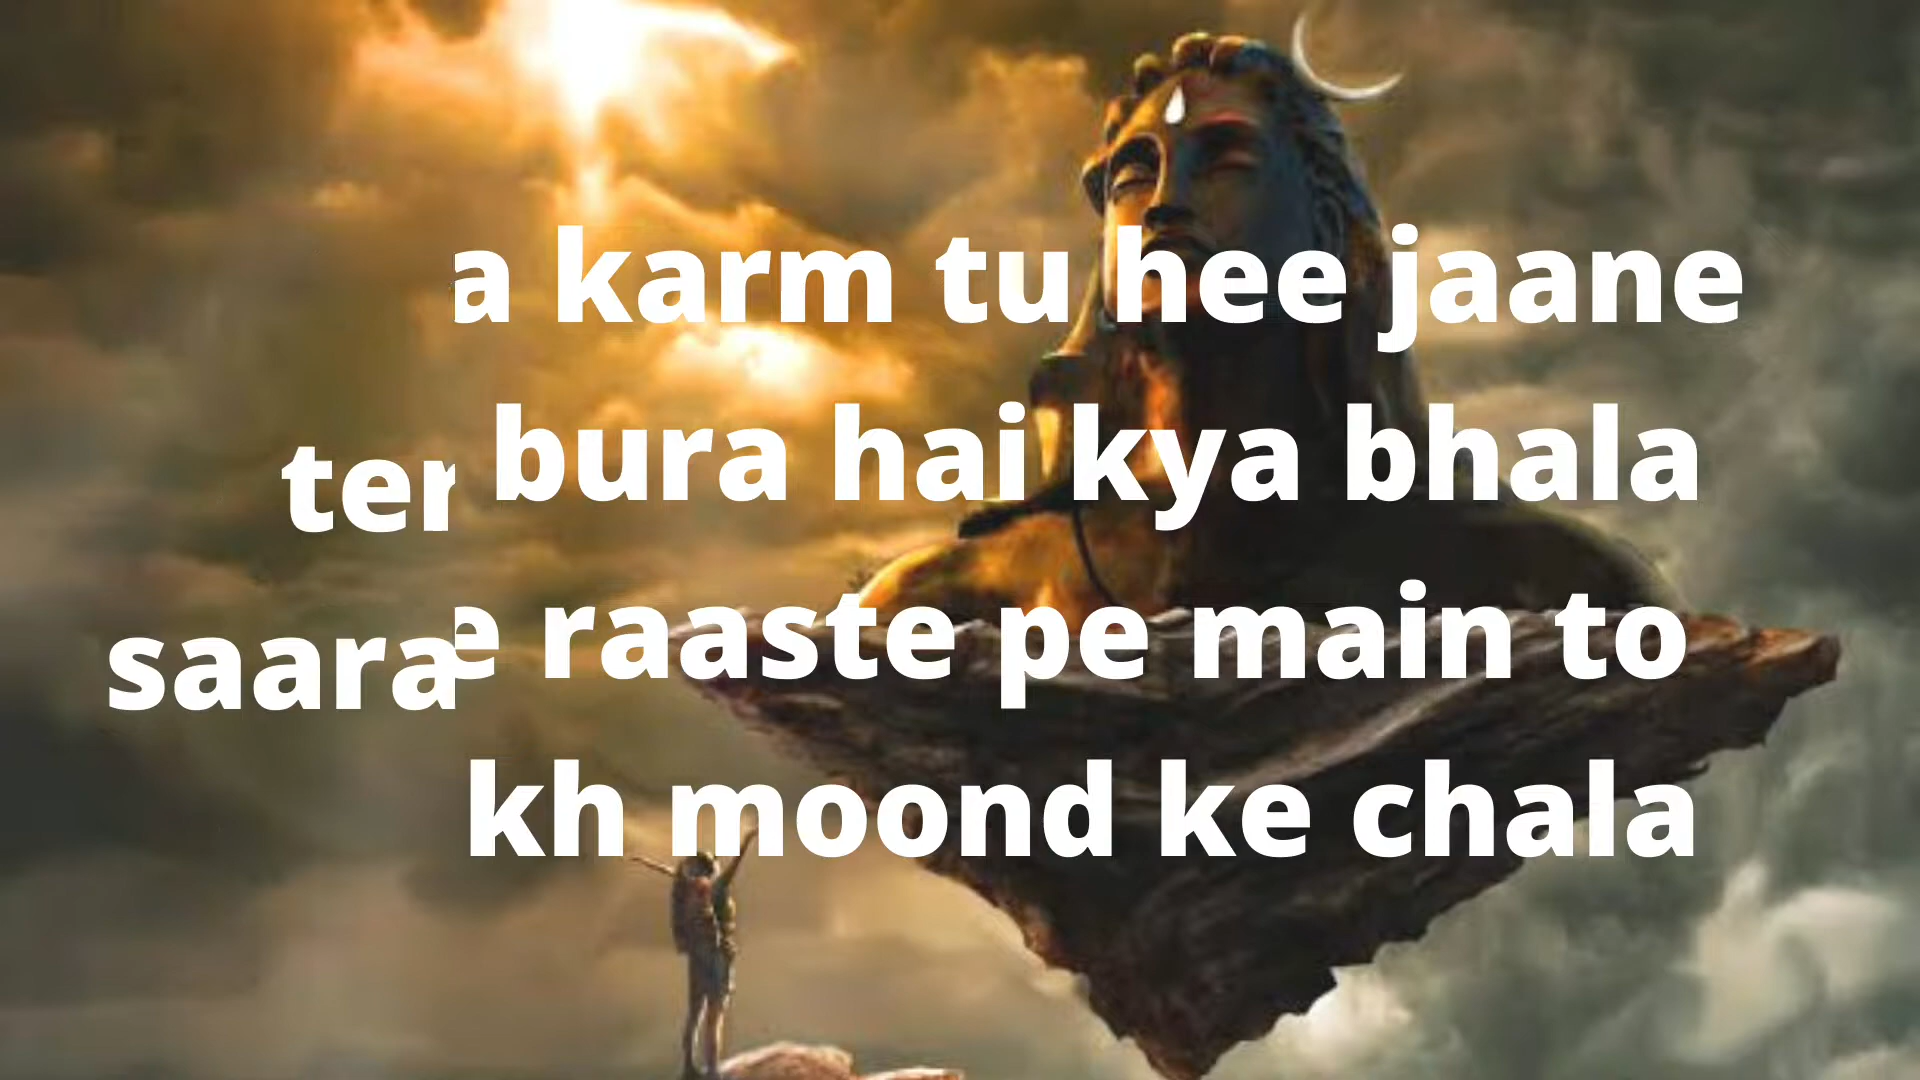 a karm tu hee jaane
bura hai kya bhala
ter
e raaste pe main to
saara
kh moond ke chala